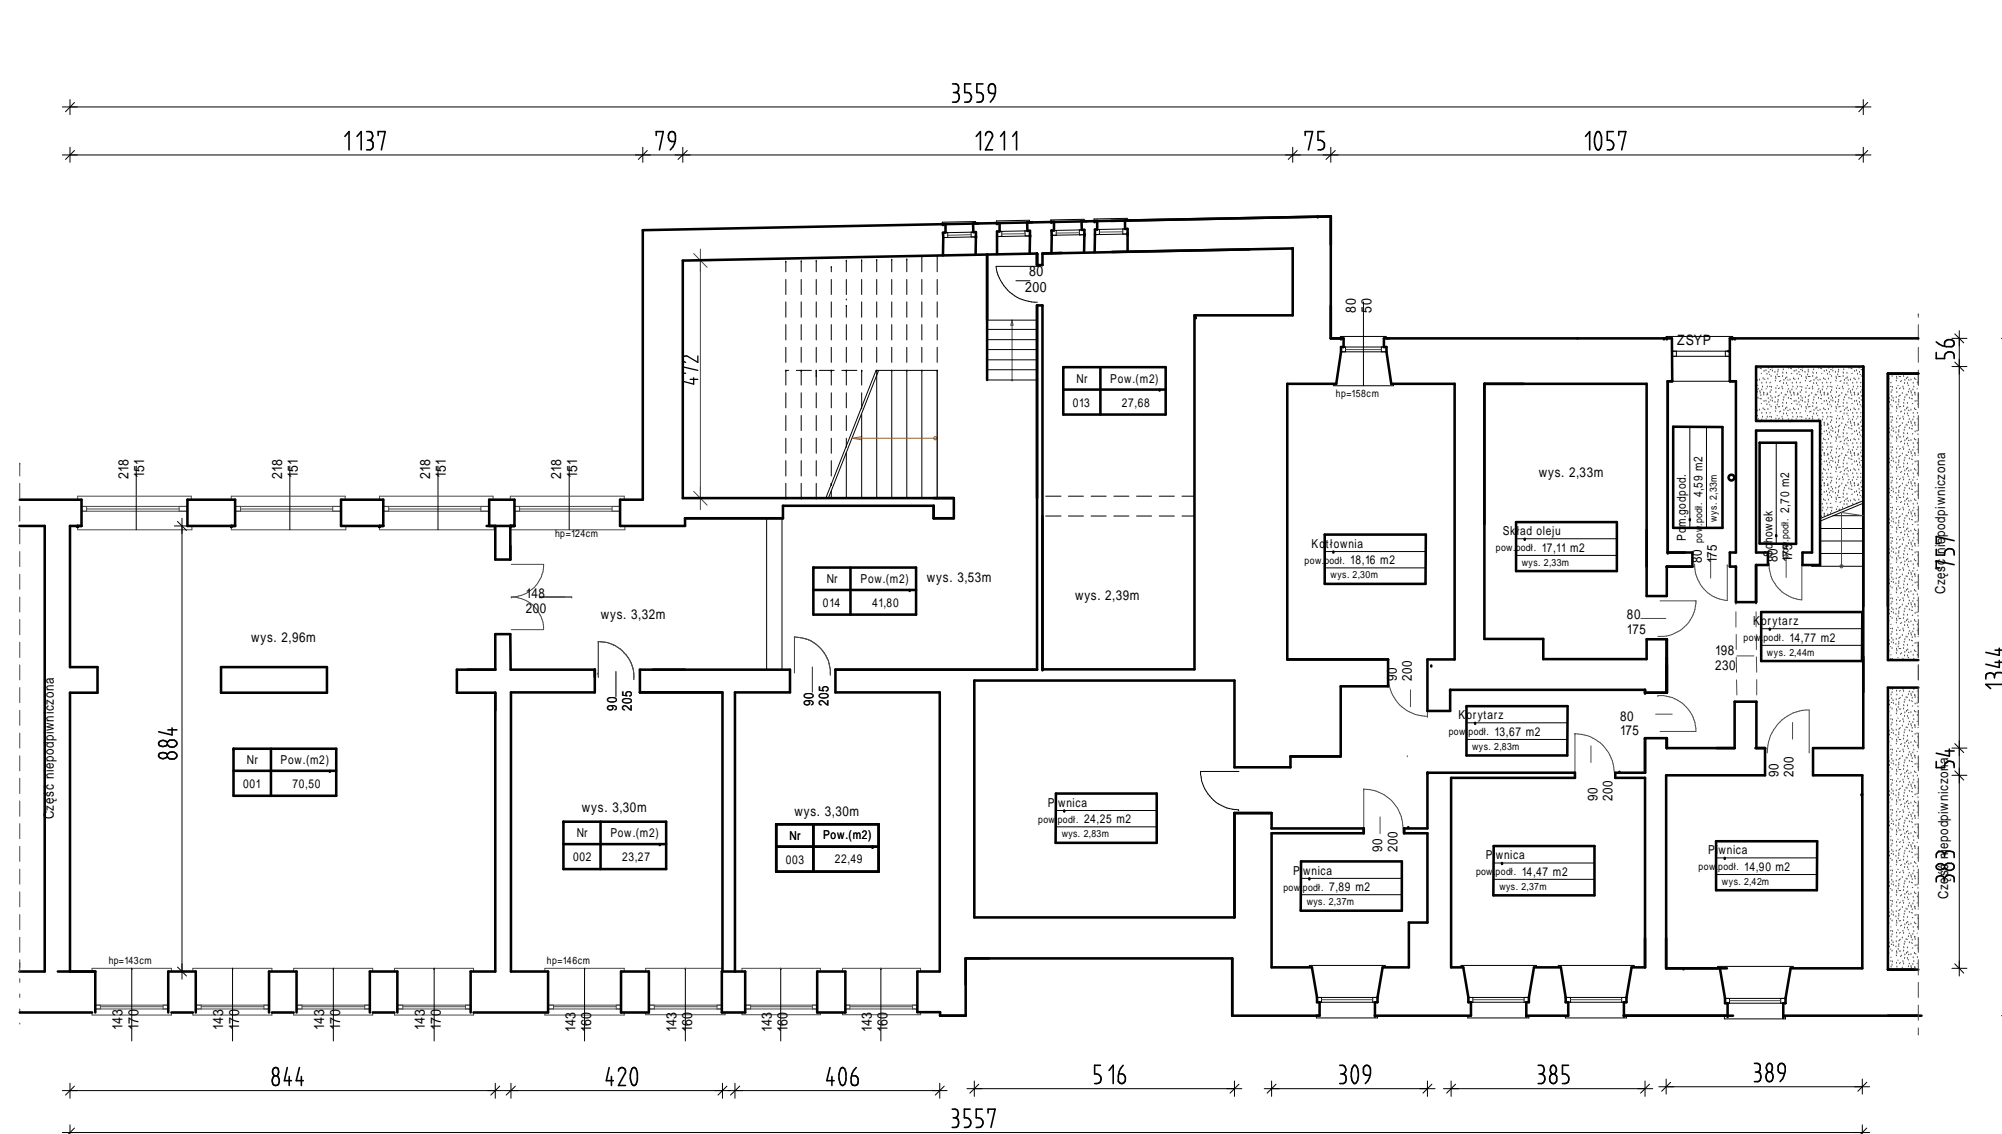 3559
1137
79
1211
75
1057
80
200
80
50
ZSYP
56
472
Nr Pow.(m2)
013 27,68
hp=158cm
218
151
218
151
218
151
218
151
hp=124cm
wys. 2,33m
Pom.godpod.
pow.podł. 4,59 m2
wys. 2,33m
2,70 m2
80
175
80
175
Część niepodpiwniczona
757
Kotłownia
pow.podł. 18,16 m2
wys. 2,30m
Skład oleju
pow.podł. 17,11 m2
wys. 2,33m
148
200
wys. 3,32m
Nr Pow.(m2)
014 41,80
wys. 3,53m
wys. 2,39m
80
175
Korytarz
pow.podł. 14,77 m2
wys. 2,44m
wys. 2,96m
198
230
1344
90
205
90
205
90
200
Korytarz
pow.podł. 13,67 m2
wys. 2,83m
80
175
Część niepodpiwniczona
884
Nr Pow.(m2)
001 70,50
90
200
90
200
54
wys. 3,30m
Nr Pow.(m2)
002 23,27
wys. 3,30m
Nr Pow.(m2)
003 22,49
Piwnica
pow.podł. 24,25 m2
wys. 2,83m
90
200
Piwnica
pow.podł. 7,89 m2
wys. 2,37m
Piwnica
pow.podł. 14,47 m2
wys. 2,37m
Piwnica
pow.podł. 14,90 m2
wys. 2,42m
383
Część niepodpiwniczona
hp=143cm
hp=146cm
143
170
143
170
143
170
143
170
143
160
143
160
143
160
143
160
844
420
406
516
309
385
389
3557